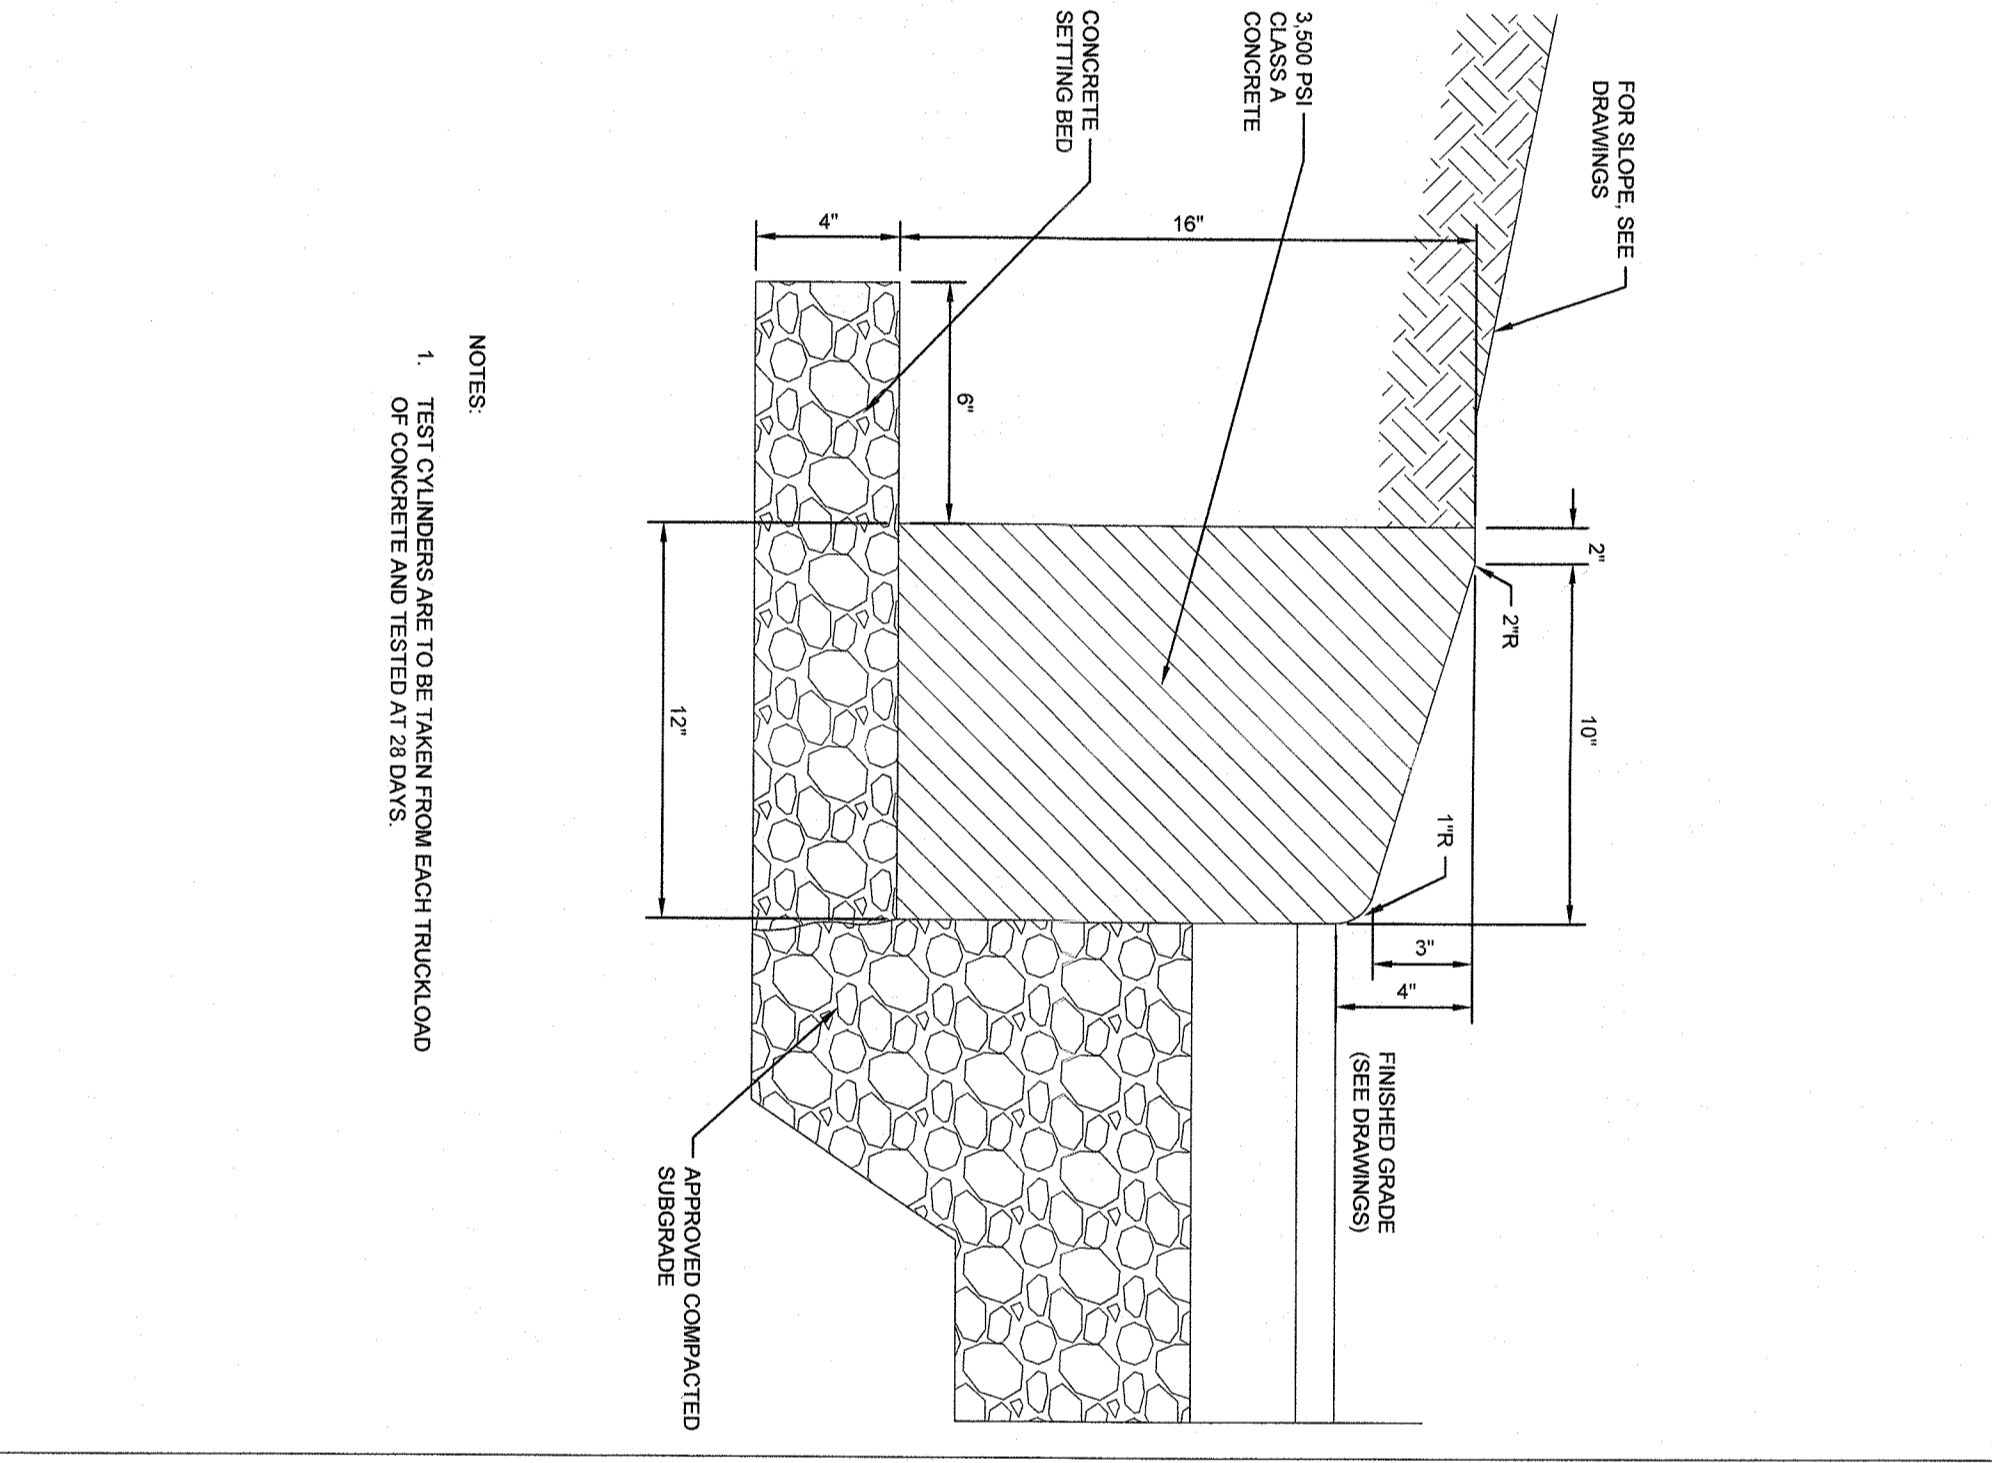 FOR SLOPE, SEE
DRAWINGS
2"
10"
2"R
1"R
3"
4"
FINISHED GRADE
(SEE DRAWINGS)
3,500 PSI
CLASS A
CONCRETE
16"
CONCRETE
SETTING BED
6"
4"
12"
APPROVED COMPACTED
SUBGRADE
NOTES:
1. TEST CYLINDERS ARE TO BE TAKEN FROM EACH TRUCKLOAD
OF CONCRETE AND TESTED AT 28 DAYS.